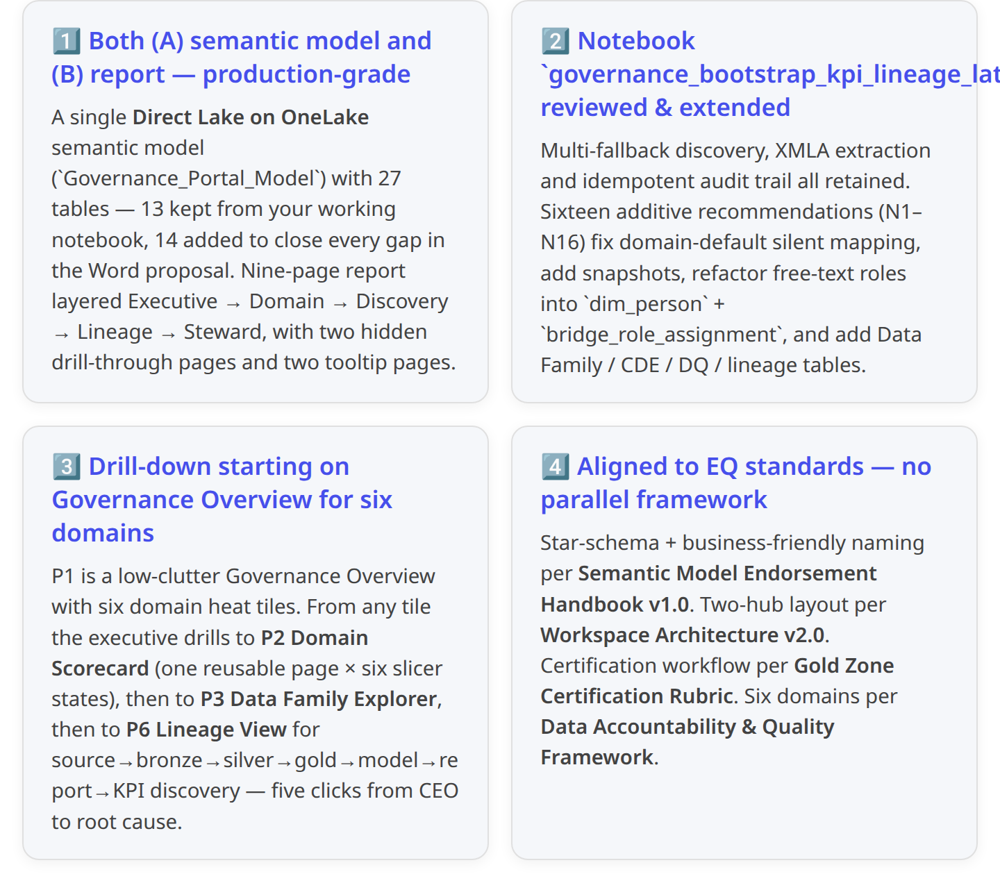 1️⃣ Both (A) semantic model and
(B) report — production-grade
A single Direct Lake on OneLake
semantic model
(`Governance_Portal_Model`) with 27
tables — 13 kept from your working
notebook, 14 added to close every gap in
the Word proposal. Nine-page report
layered Executive → Domain → Discovery
→ Lineage → Steward, with two hidden
drill-through pages and two tooltip pages.
2️⃣ Notebook
`governance_bootstrap_kpi_lineage_lat
reviewed & extended
Multi-fallback discovery, XMLA extraction
and idempotent audit trail all retained.
Sixteen additive recommendations (N1–
N16) fix domain-default silent mapping,
add snapshots, refactor free-text roles
into `dim_person` +
`bridge_role_assignment`, and add Data
Family / CDE / DQ / lineage tables.
3️⃣ Drill-down starting on
Governance Overview for six
domains
P1 is a low-clutter Governance Overview
with six domain heat tiles. From any tile
the executive drills to P2 Domain
Scorecard (one reusable page × six slicer
states), then to P3 Data Family Explorer,
then to P6 Lineage View for
source→bronze→silver→gold→model→re
port→KPI discovery — five clicks from CEO
to root cause.
4️⃣ Aligned to EQ standards — no
parallel framework
Star-schema + business-friendly naming
per Semantic Model Endorsement
Handbook v1.0. Two-hub layout per
Workspace Architecture v2.0.
Certification workflow per Gold Zone
Certification Rubric. Six domains per
Data Accountability & Quality
Framework.